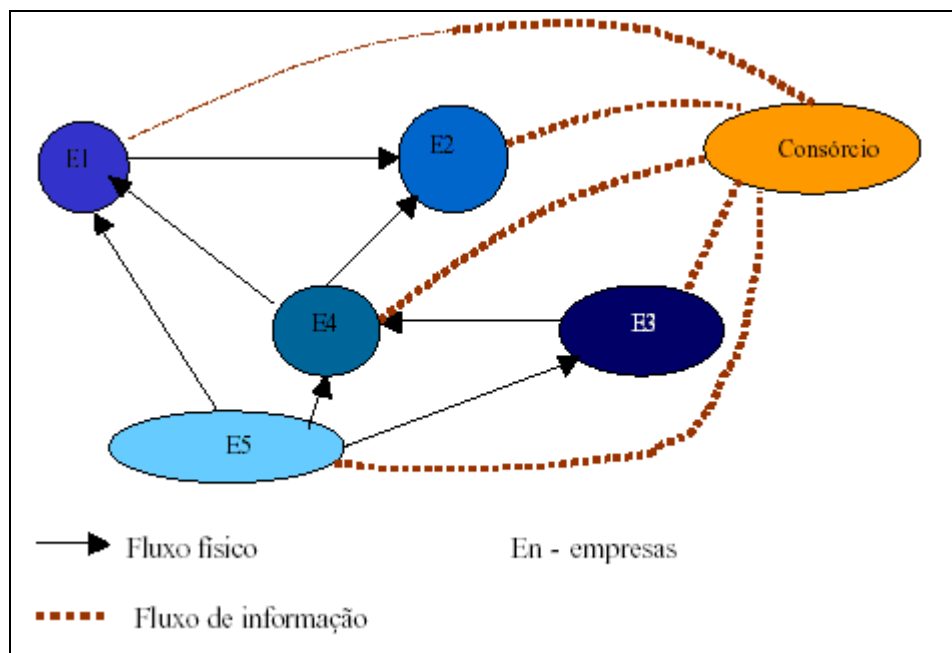 E1
E2
Consórcio
E4
E3
E5
Fluxo físico
En - empresas
Fluxo de informação